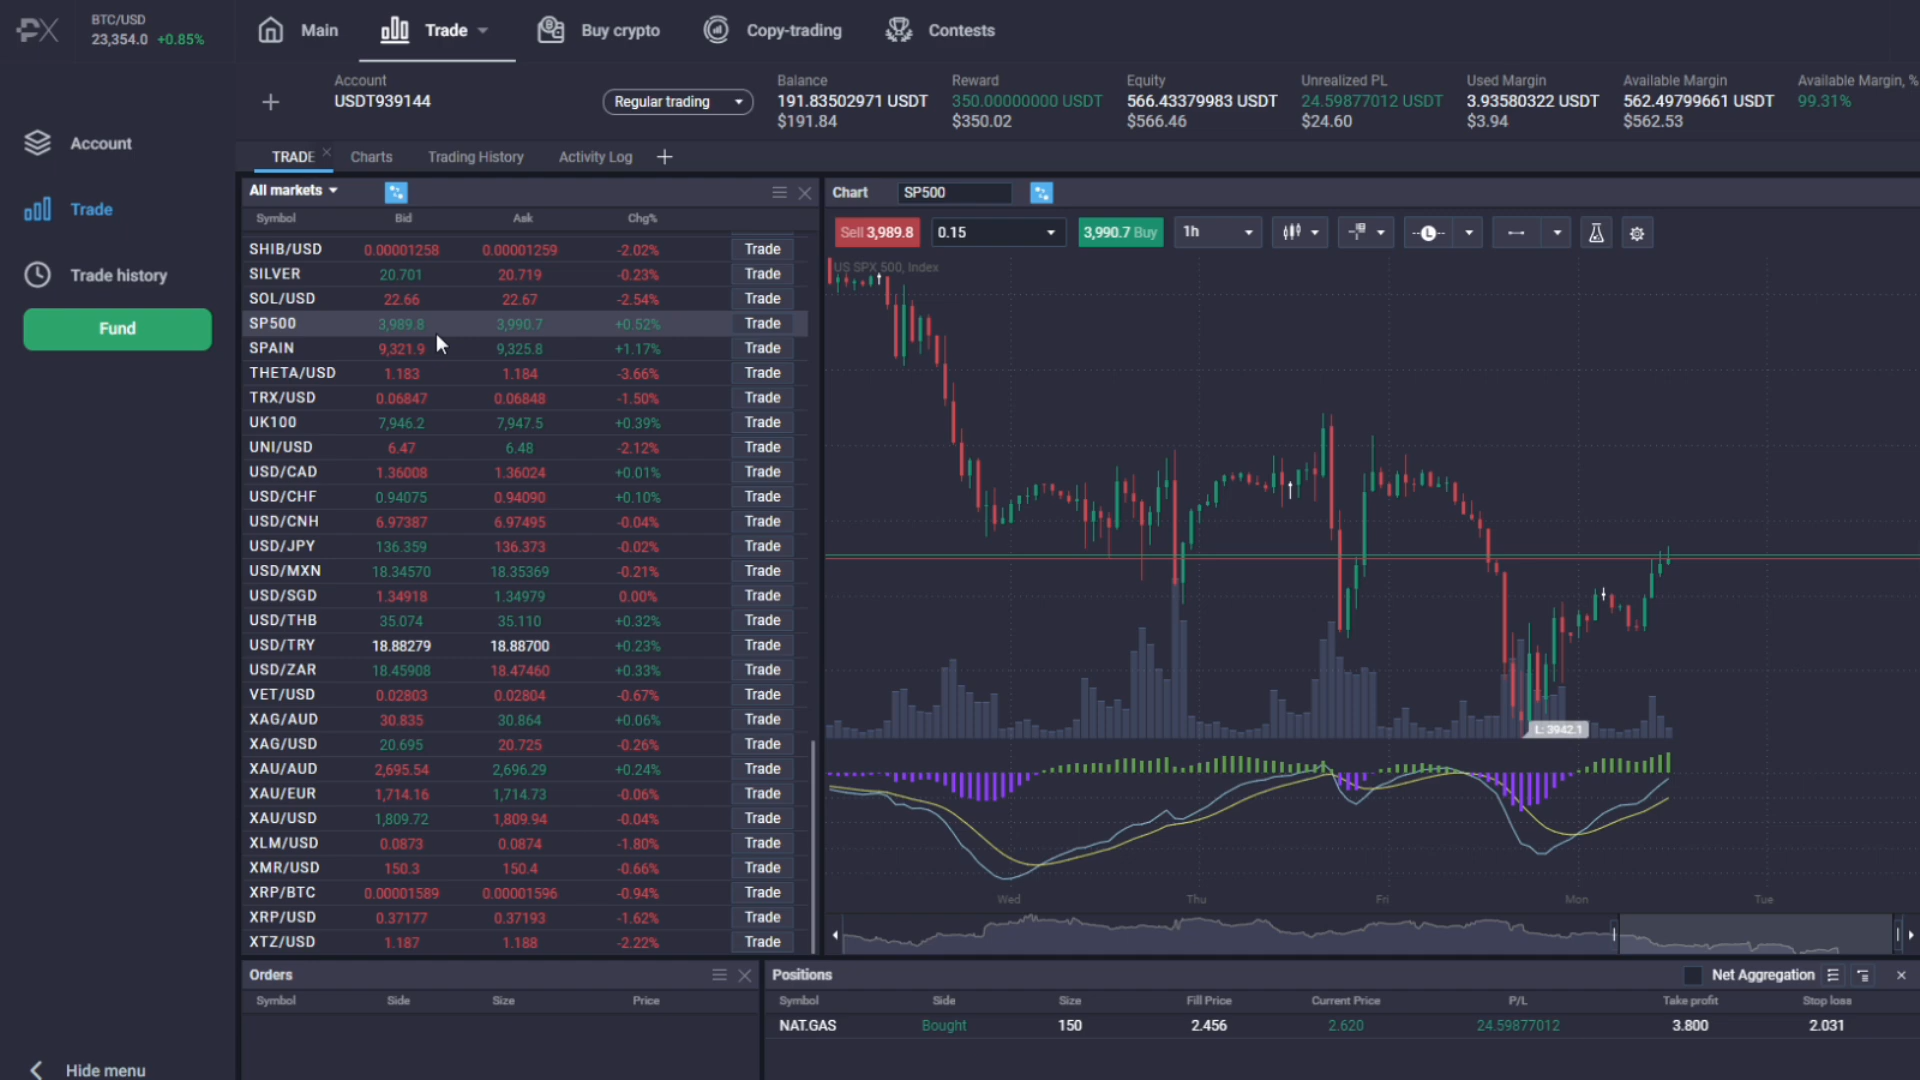 PX
BTC/USD
23,354.0 +0.85%
Main
Trade
Buy crypto
Copy-trading
Contests
Account
USDT939144
Regular trading
Balance
191.83502971 USDT
$191.84
Reward
350.00000000 USDT
$350.02
Equity
566.43379983 USDT
$566.46
Unrealized PL
24.59877012 USDT
$24.60
Used Margin
3.93580322 USDT
$3.94
Available Margin
562.49799661 USDT
$562.53
Available Margin, %
99.31%
Account
Trade
Trade history
Fund
Hide menu
TRADE Charts Trading History Activity Log
All markets
Symbol Bid Ask Chg%
SHIB/USD 0.00001258 0.00001259 -2.02% Trade
SILVER 20.701 20.719 -0.23% Trade
SOL/USD 22.66 22.67 -2.54% Trade
SP500 3,989.8 3,990.7 +0.52% Trade
SPAIN 9,321.9 9,325.8 +1.17% Trade
THETA/USD 1.183 1.184 -3.66% Trade
TRX/USD 0.06847 0.06848 -1.50% Trade
UK100 7,946.2 7,947.5 +0.39% Trade
UNI/USD 6.47 6.48 -2.12% Trade
USD/CAD 1.36008 1.36024 +0.01% Trade
USD/CHF 0.94075 0.94090 +0.10% Trade
USD/CNH 6.97387 6.97495 -0.04% Trade
USD/JPY 136.359 136.373 -0.02% Trade
USD/MXN 18.34570 18.35369 -0.21% Trade
USD/SGD 1.34918 1.34979 0.00% Trade
USD/THB 35.074 35.110 +0.32% Trade
USD/TRY 18.88279 18.88700 +0.23% Trade
USD/ZAR 18.45908 18.47460 +0.33% Trade
VET/USD 0.02803 0.02804 -0.67% Trade
XAG/AUD 30.835 30.864 +0.06% Trade
XAG/USD 20.695 20.725 -0.26% Trade
XAU/AUD 2,695.54 2,696.29 +0.24% Trade
XAU/EUR 1,714.16 1,714.73 -0.06% Trade
XAU/USD 1,809.72 1,809.94 -0.04% Trade
XLM/USD 0.0873 0.0874 -1.80% Trade
XMR/USD 150.3 150.4 -0.66% Trade
XRP/BTC 0.00001589 0.00001596 -0.94% Trade
XRP/USD 0.37177 0.37193 -1.62% Trade
XTZ/USD 1.187 1.188 -2.22% Trade
Chart SP500
Sell 3,989.8 0.15 3,990.7 Buy 1h
US SPX 500, Index
L: 3942.1
Wed Thu Fri Mon Tue
Orders
Symbol Side Size Price
Positions
Net Aggregation
Symbol Side Size Fill Price Current Price P/L Take profit Stop loss
NAT.GAS Bought 150 2.456 2.620 24.59877012 3.800 2.031